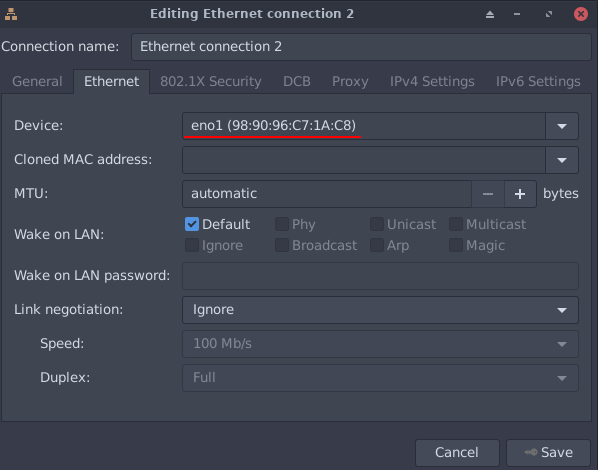 Editing Ethernet connection 2
Connection name: Ethernet connection 2
General Ethernet 802.1X Security DCB Proxy IPv4 Settings IPv6 Settings
Device: eno1 (98:90:96:C7:1A:C8)
Cloned MAC address:
MTU: automatic − + bytes
Wake on LAN: Default Phy Unicast Multicast
Ignore Broadcast Arp Magic
Wake on LAN password:
Link negotiation: Ignore
Speed: 100 Mb/s
Duplex: Full
Cancel Save